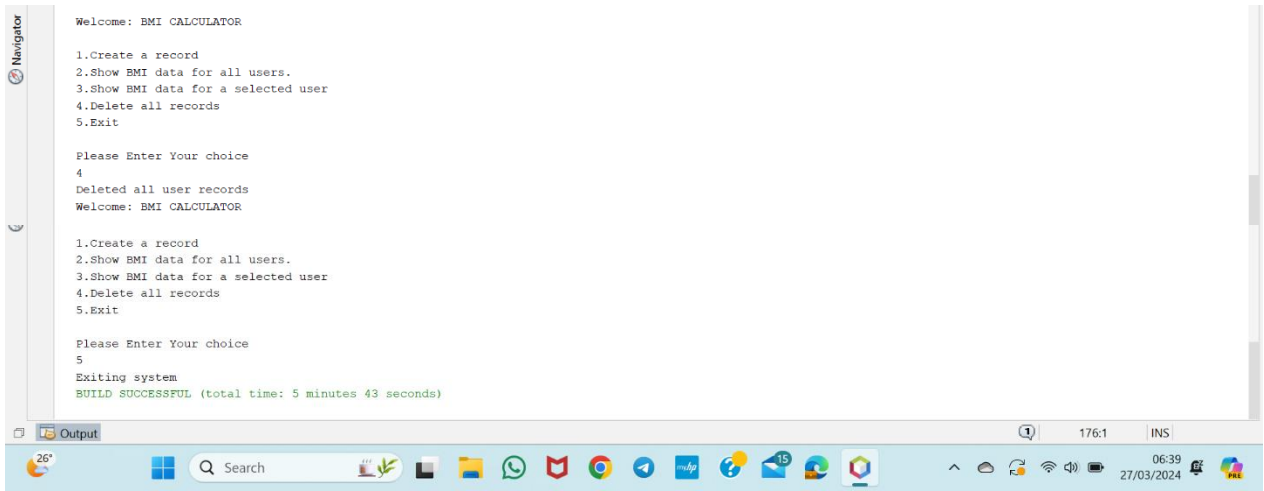 Navigator
Welcome: BMI CALCULATOR
1.Create a record
2.Show BMI data for all users.
3.Show BMI data for a selected user
4.Delete all records
5.Exit
Please Enter Your choice
4
Deleted all user records
Welcome: BMI CALCULATOR
1.Create a record
2.Show BMI data for all users.
3.Show BMI data for a selected user
4.Delete all records
5.Exit
Please Enter Your choice
5
Exiting system
BUILD SUCCESSFUL (total time: 5 minutes 43 seconds)
Output
1
176:1
INS
26°
Search
myhp
15
06:39
27/03/2024
PRE